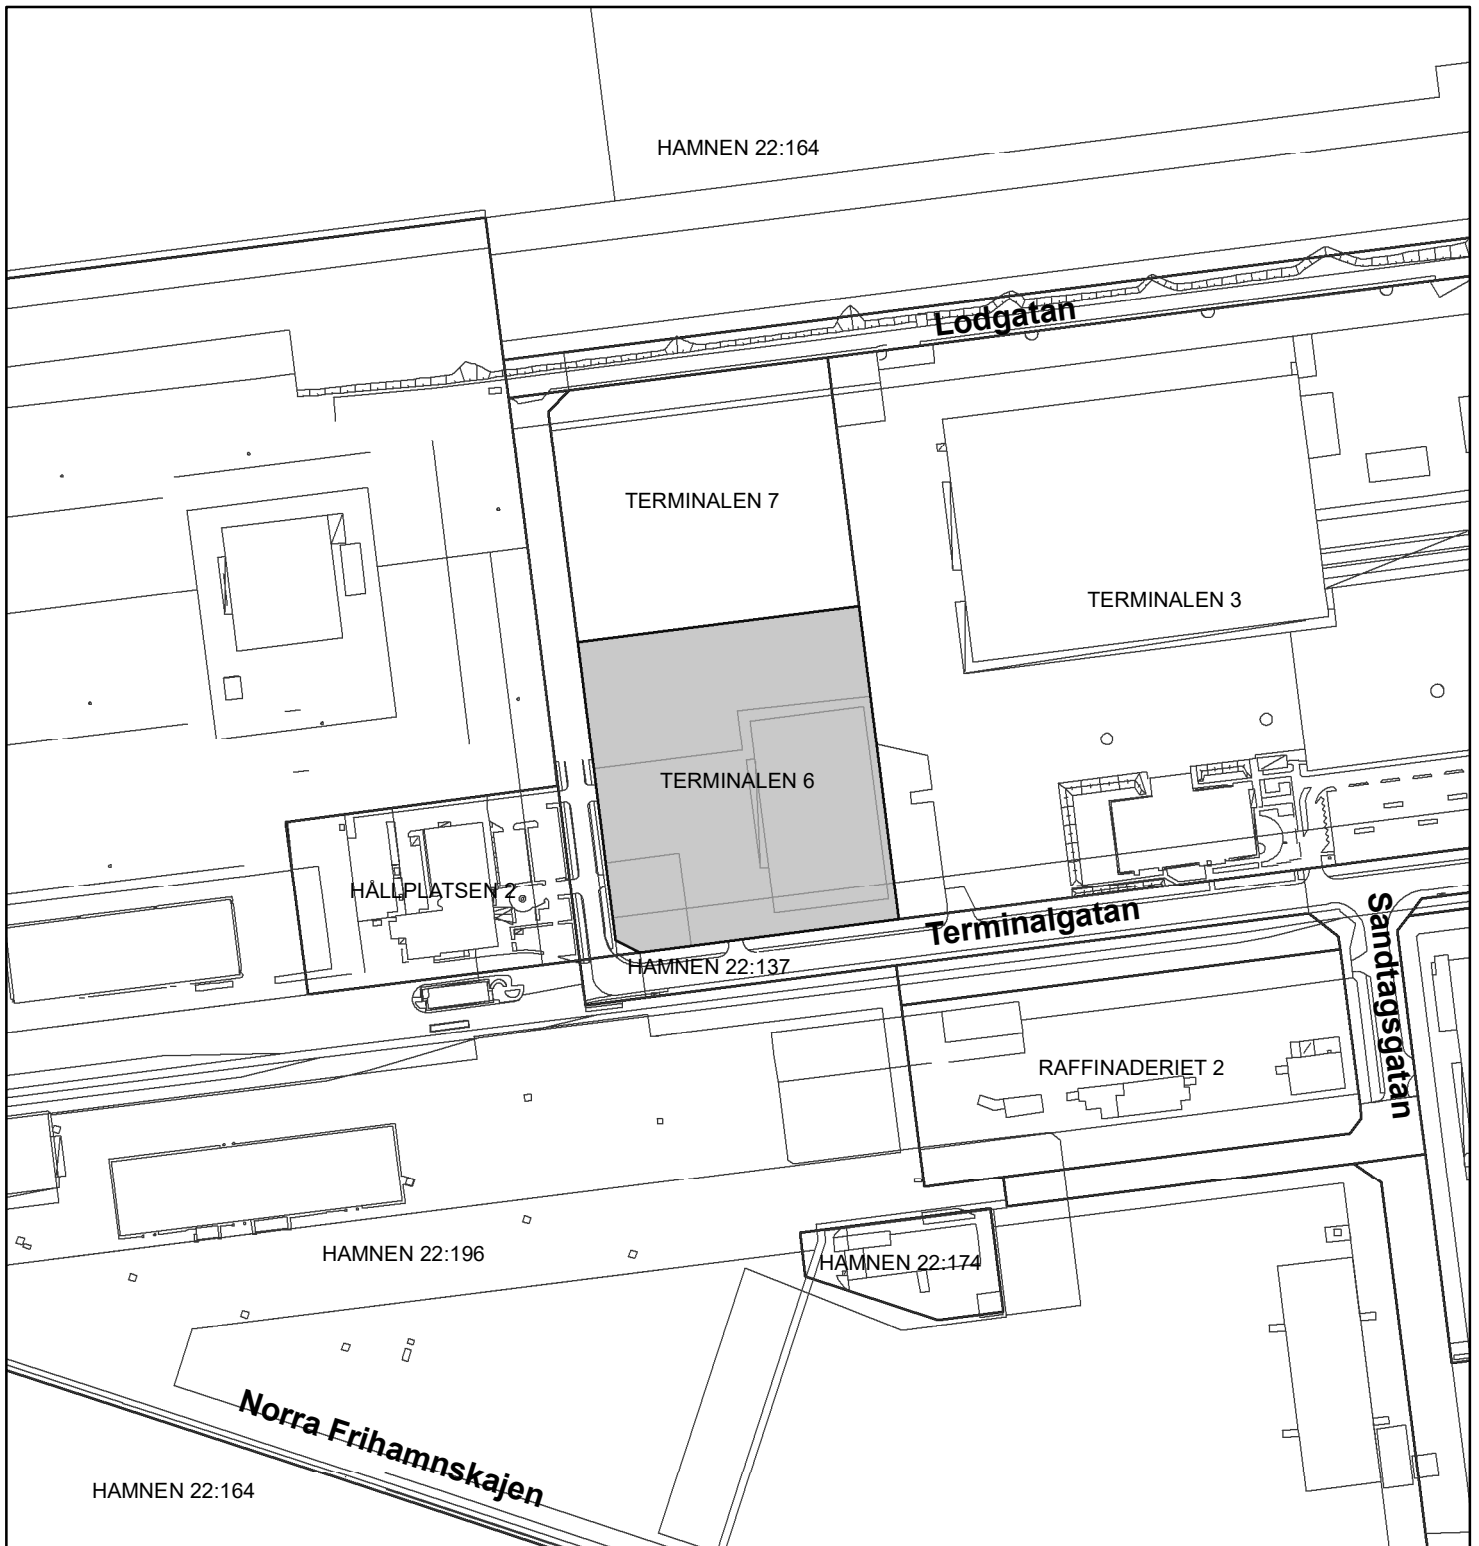 HAMNEN 22:164
Lodgatan
TERMINALEN 7
TERMINALEN 3
TERMINALEN 6
HÅLLPLATSEN 2
Terminalgatan
Sandtagsgatan
HAMNEN 22:137
RAFFINADERIET 2
HAMNEN 22:196
HAMNEN 22:174
Norra Frihamnskajen
HAMNEN 22:164